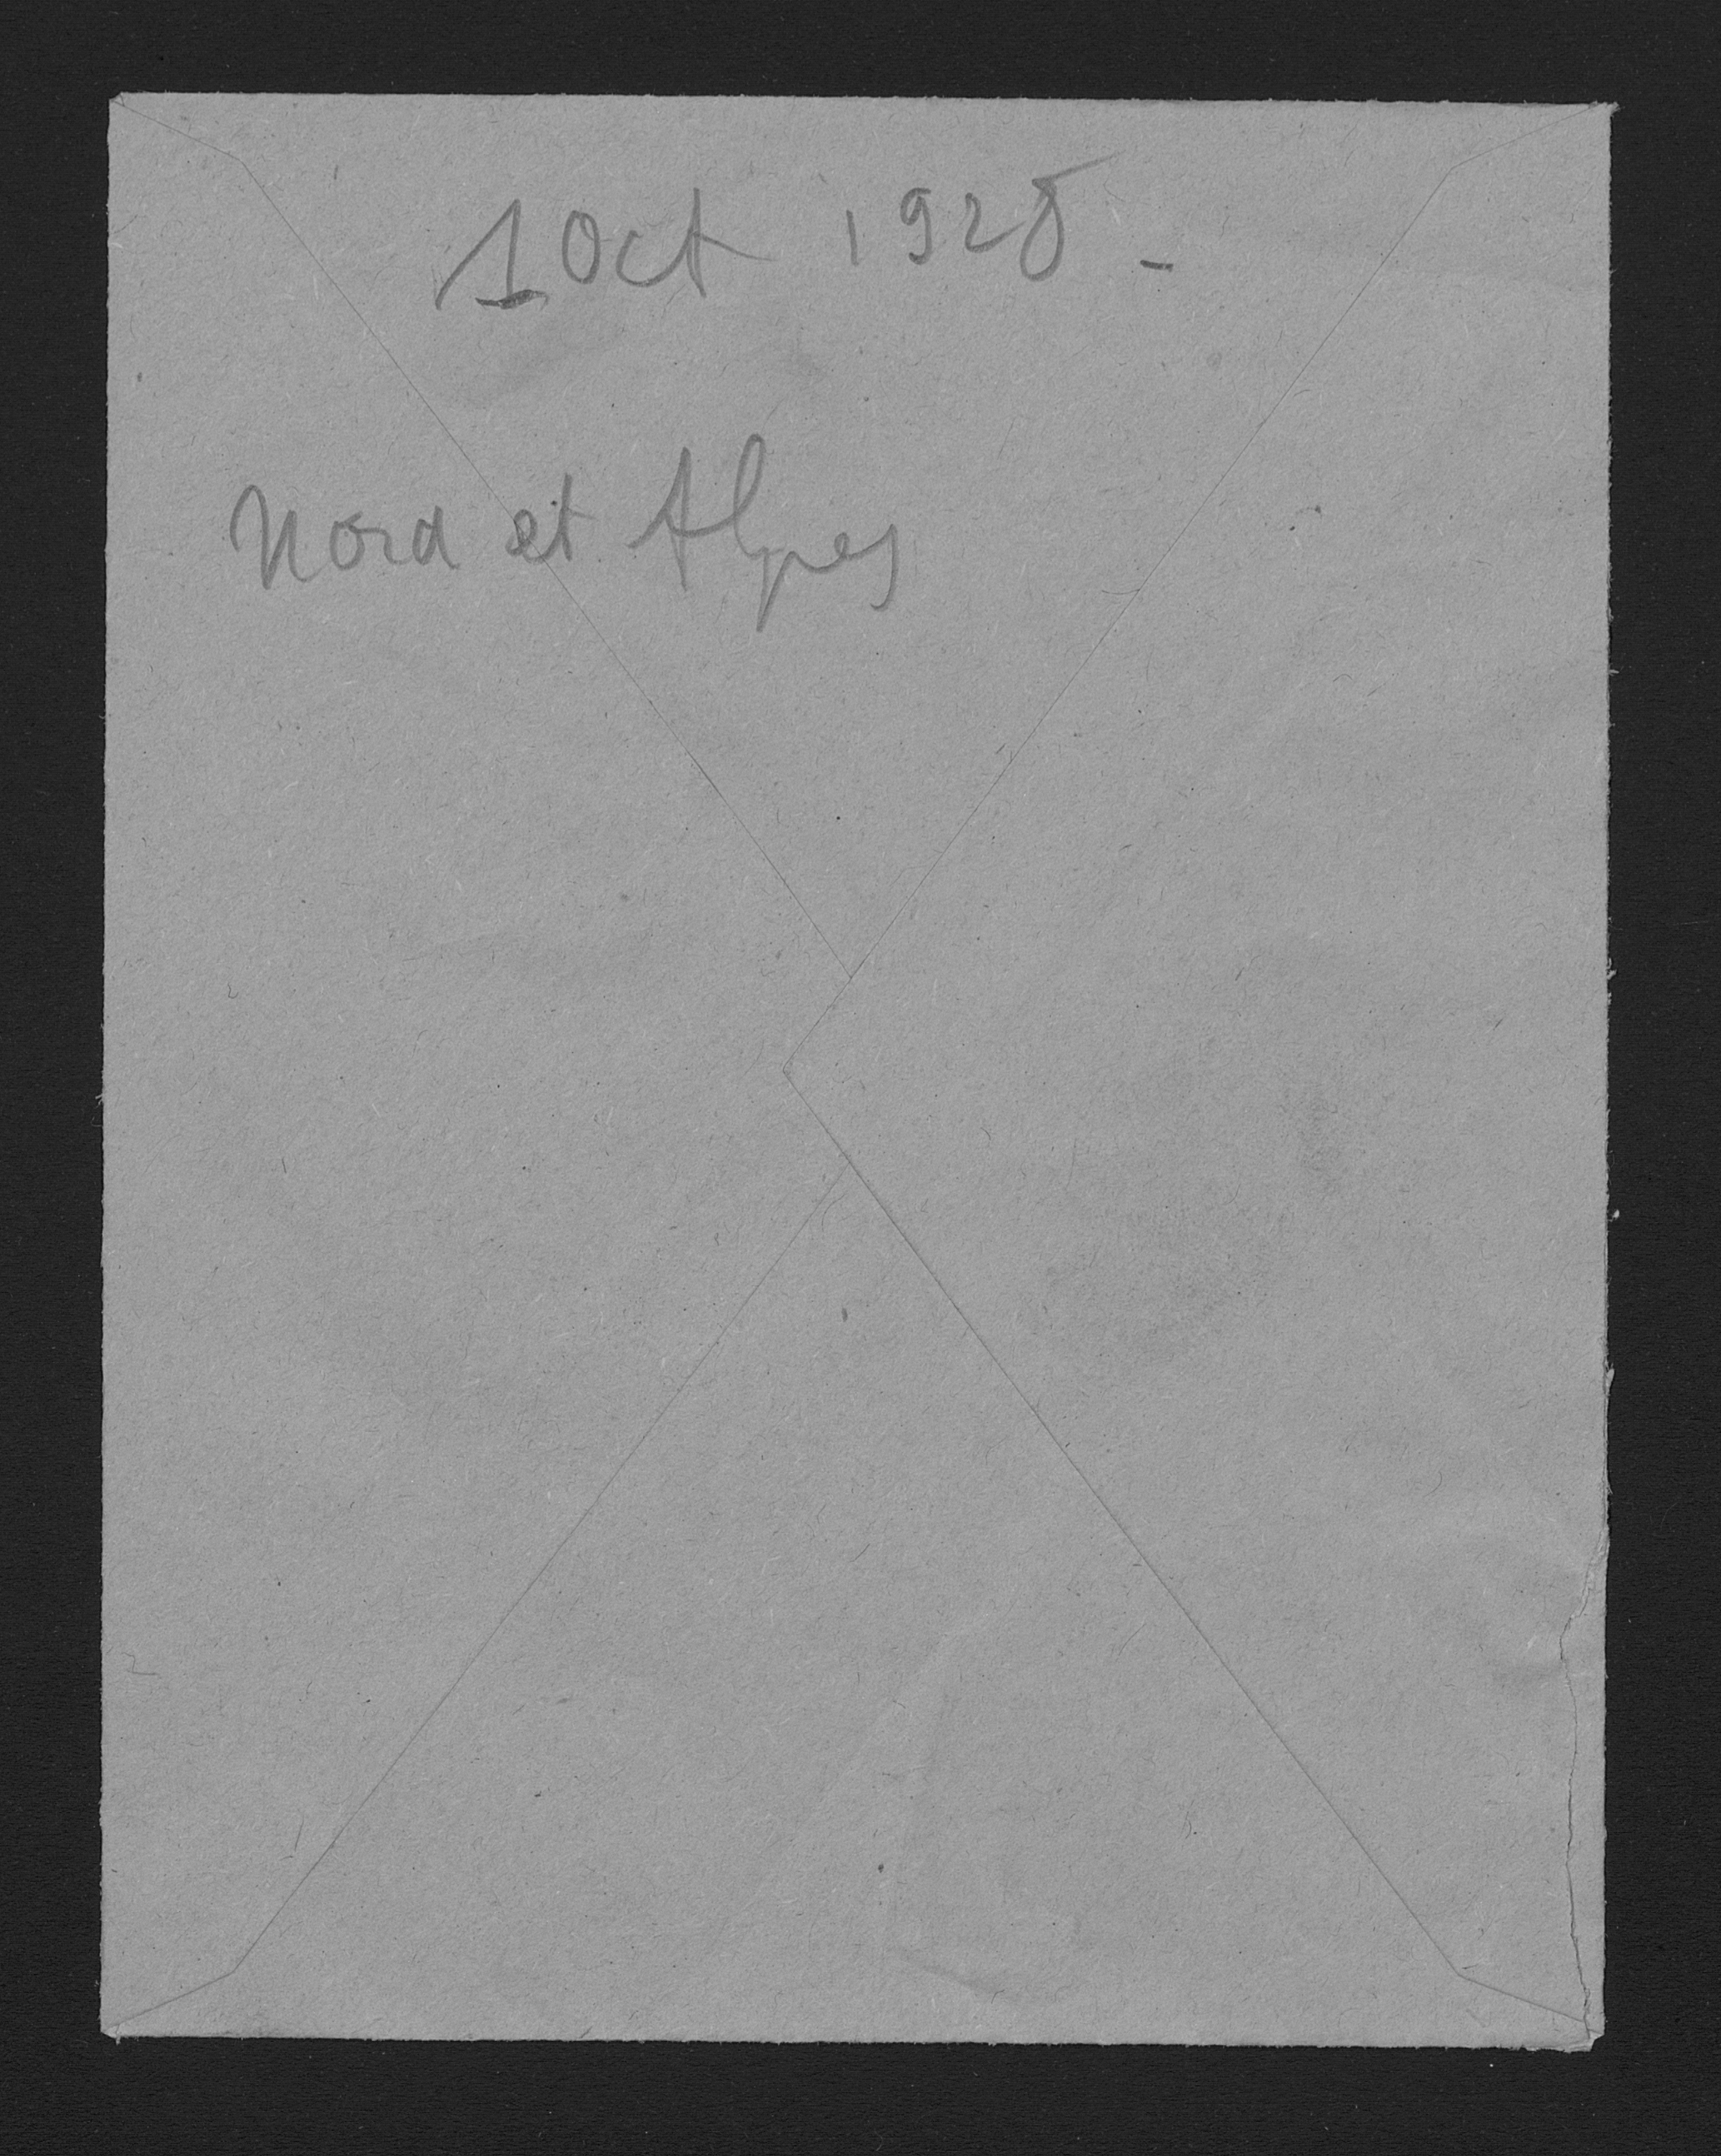 1 Oct 1928 -
Nord et Alpes